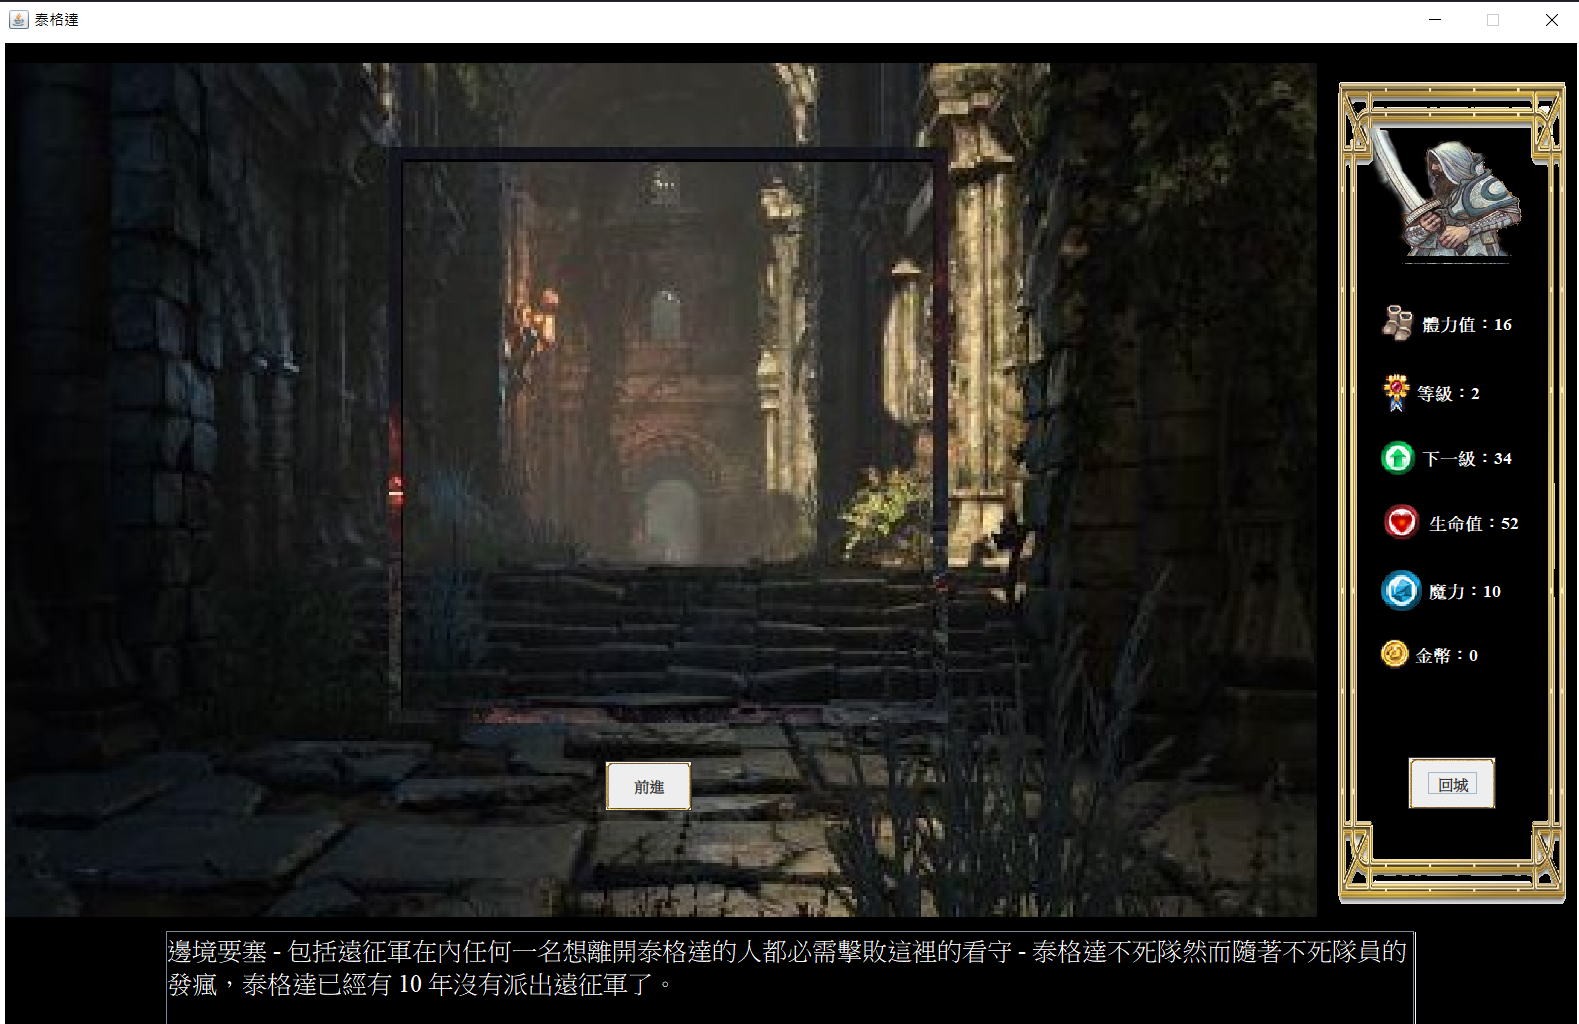 泰格達
體力值：16
等級：2
下一級：34
生命值：52
魔力：10
金幣：0
前進
回城
邊境要塞 - 包括遠征軍在內任何一名想離開泰格達的人都必需擊敗這裡的看守 - 泰格達不死隊然而隨著不死隊員的
發瘋，泰格達已經有 10 年沒有派出遠征軍了。